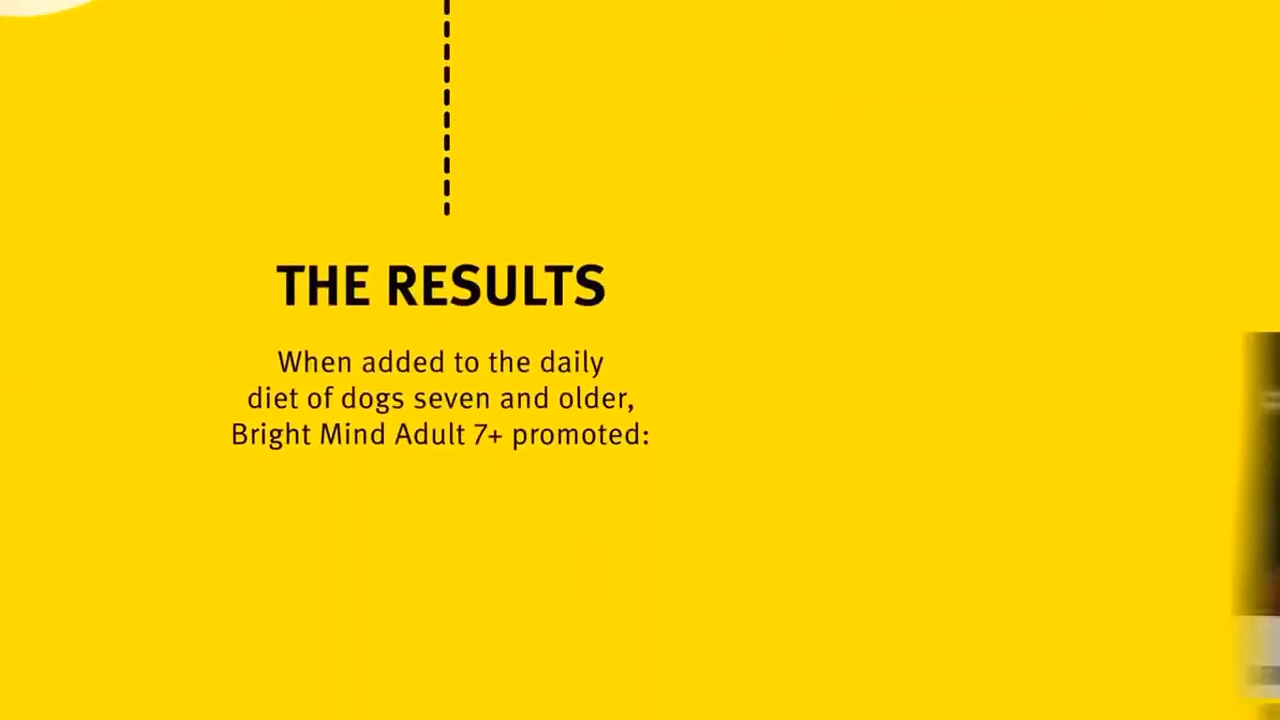 THE RESULTS
When added to the daily
diet of dogs seven and older,
Bright Mind Adult 7+ promoted: